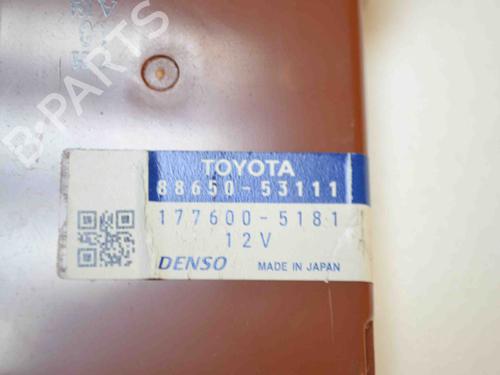 B-PARTS
TOYOTA
88650-53111
177600-5181
12V
DENSO MADE IN JAPAN